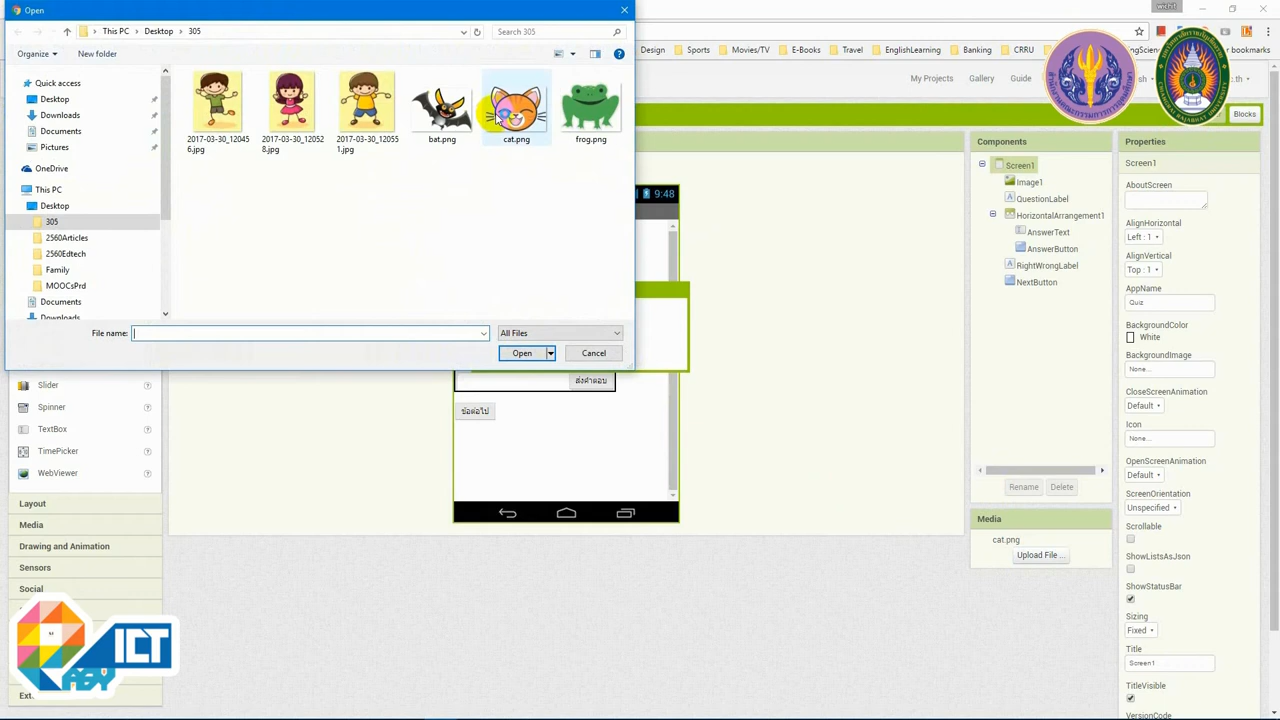 wichit
Open
This PC
Desktop
305
Search 305
Organize
New folder
Design
Sports
Movies/TV
E-Books
Travel
EnglishLearning
Banking
CRRU
bookmarks
Quick access
Desktop
Downloads
Documents
Pictures
OneDrive
This PC
Desktop
305
2560Articles
2560Edtech
Family
MOOCsPrd
Documents
Downloads
2017-03-30_12045
6.jpg
2017-03-30_12052
8.jpg
2017-03-30_12055
1.jpg
bat.png
cat.png
frog.png
File name:
All Files
Open
Cancel
My Projects
Gallery
Guide
Blocks
9:48
ส่งคำตอบ
ข้อต่อไป
Slider
Spinner
TextBox
TimePicker
WebViewer
Layout
Media
Drawing and Animation
Sensors
Social
ICT
Components
Screen1
Image1
QuestionLabel
HorizontalArrangement1
AnswerText
AnswerButton
RightWrongLabel
NextButton
Rename
Delete
Media
cat.png
Upload File ...
Properties
Screen1
AboutScreen
AlignHorizontal
Left : 1
AlignVertical
Top : 1
AppName
Quiz
BackgroundColor
White
BackgroundImage
None...
CloseScreenAnimation
Default
Icon
None...
OpenScreenAnimation
Default
ScreenOrientation
Unspecified
Scrollable
ShowListsAsJson
ShowStatusBar
Sizing
Fixed
Title
Screen1
TitleVisible
VersionCode